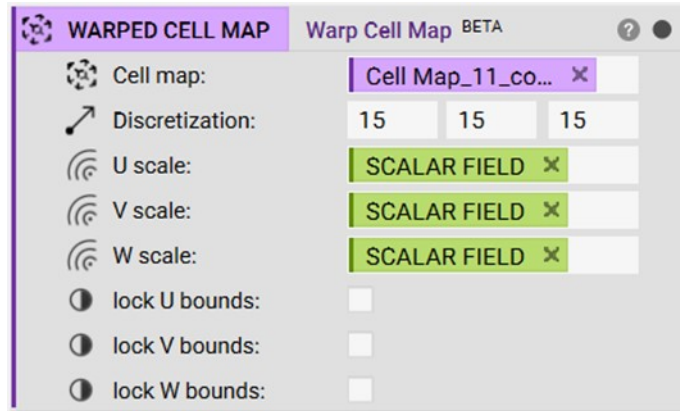 WARPED CELL MAP Warp Cell Map BETA ?
Cell map: Cell Map_11_co... ×
Discretization: 15 15 15
U scale: SCALAR FIELD ×
V scale: SCALAR FIELD ×
W scale: SCALAR FIELD ×
lock U bounds:
lock V bounds:
lock W bounds: